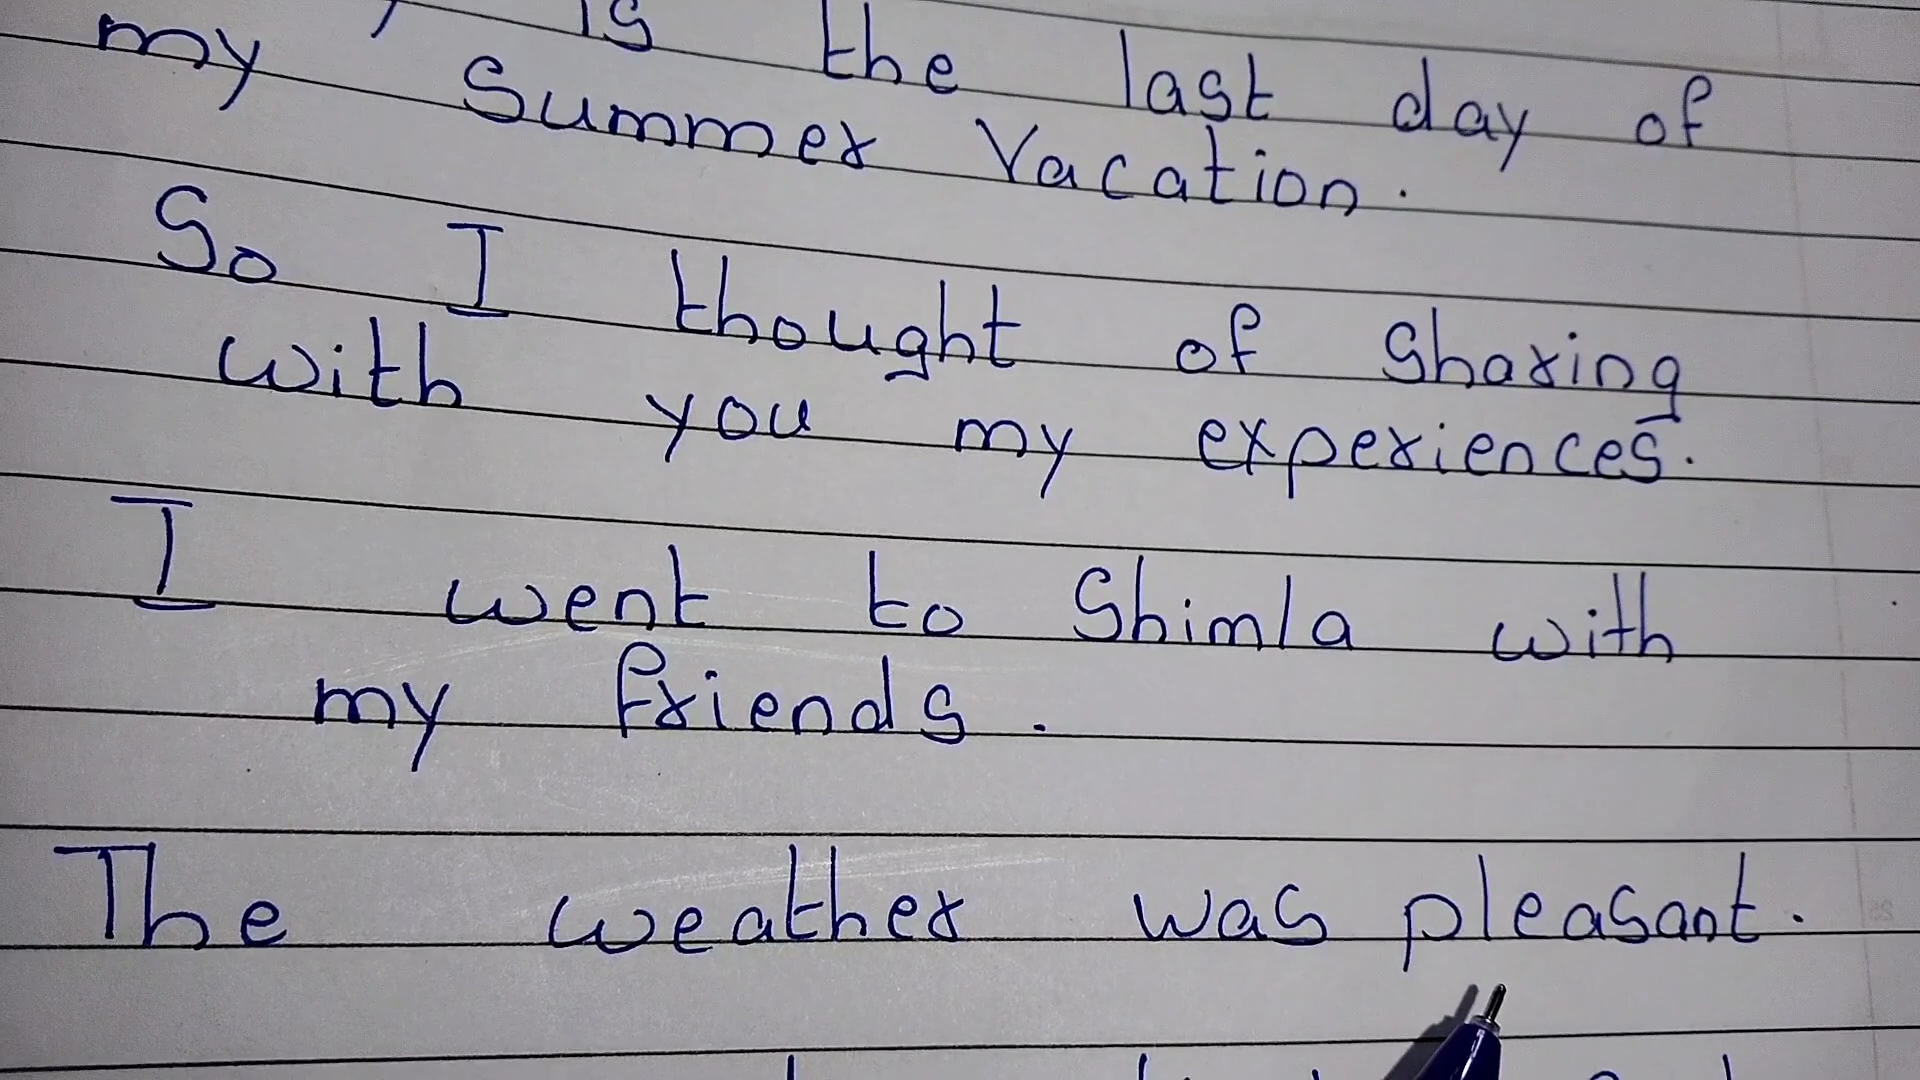 is the last day of
my Summer Vacation.
So I thought of Sharing
with you my experiences.
I went to Shimla with
my friends.
The weather was pleasant.